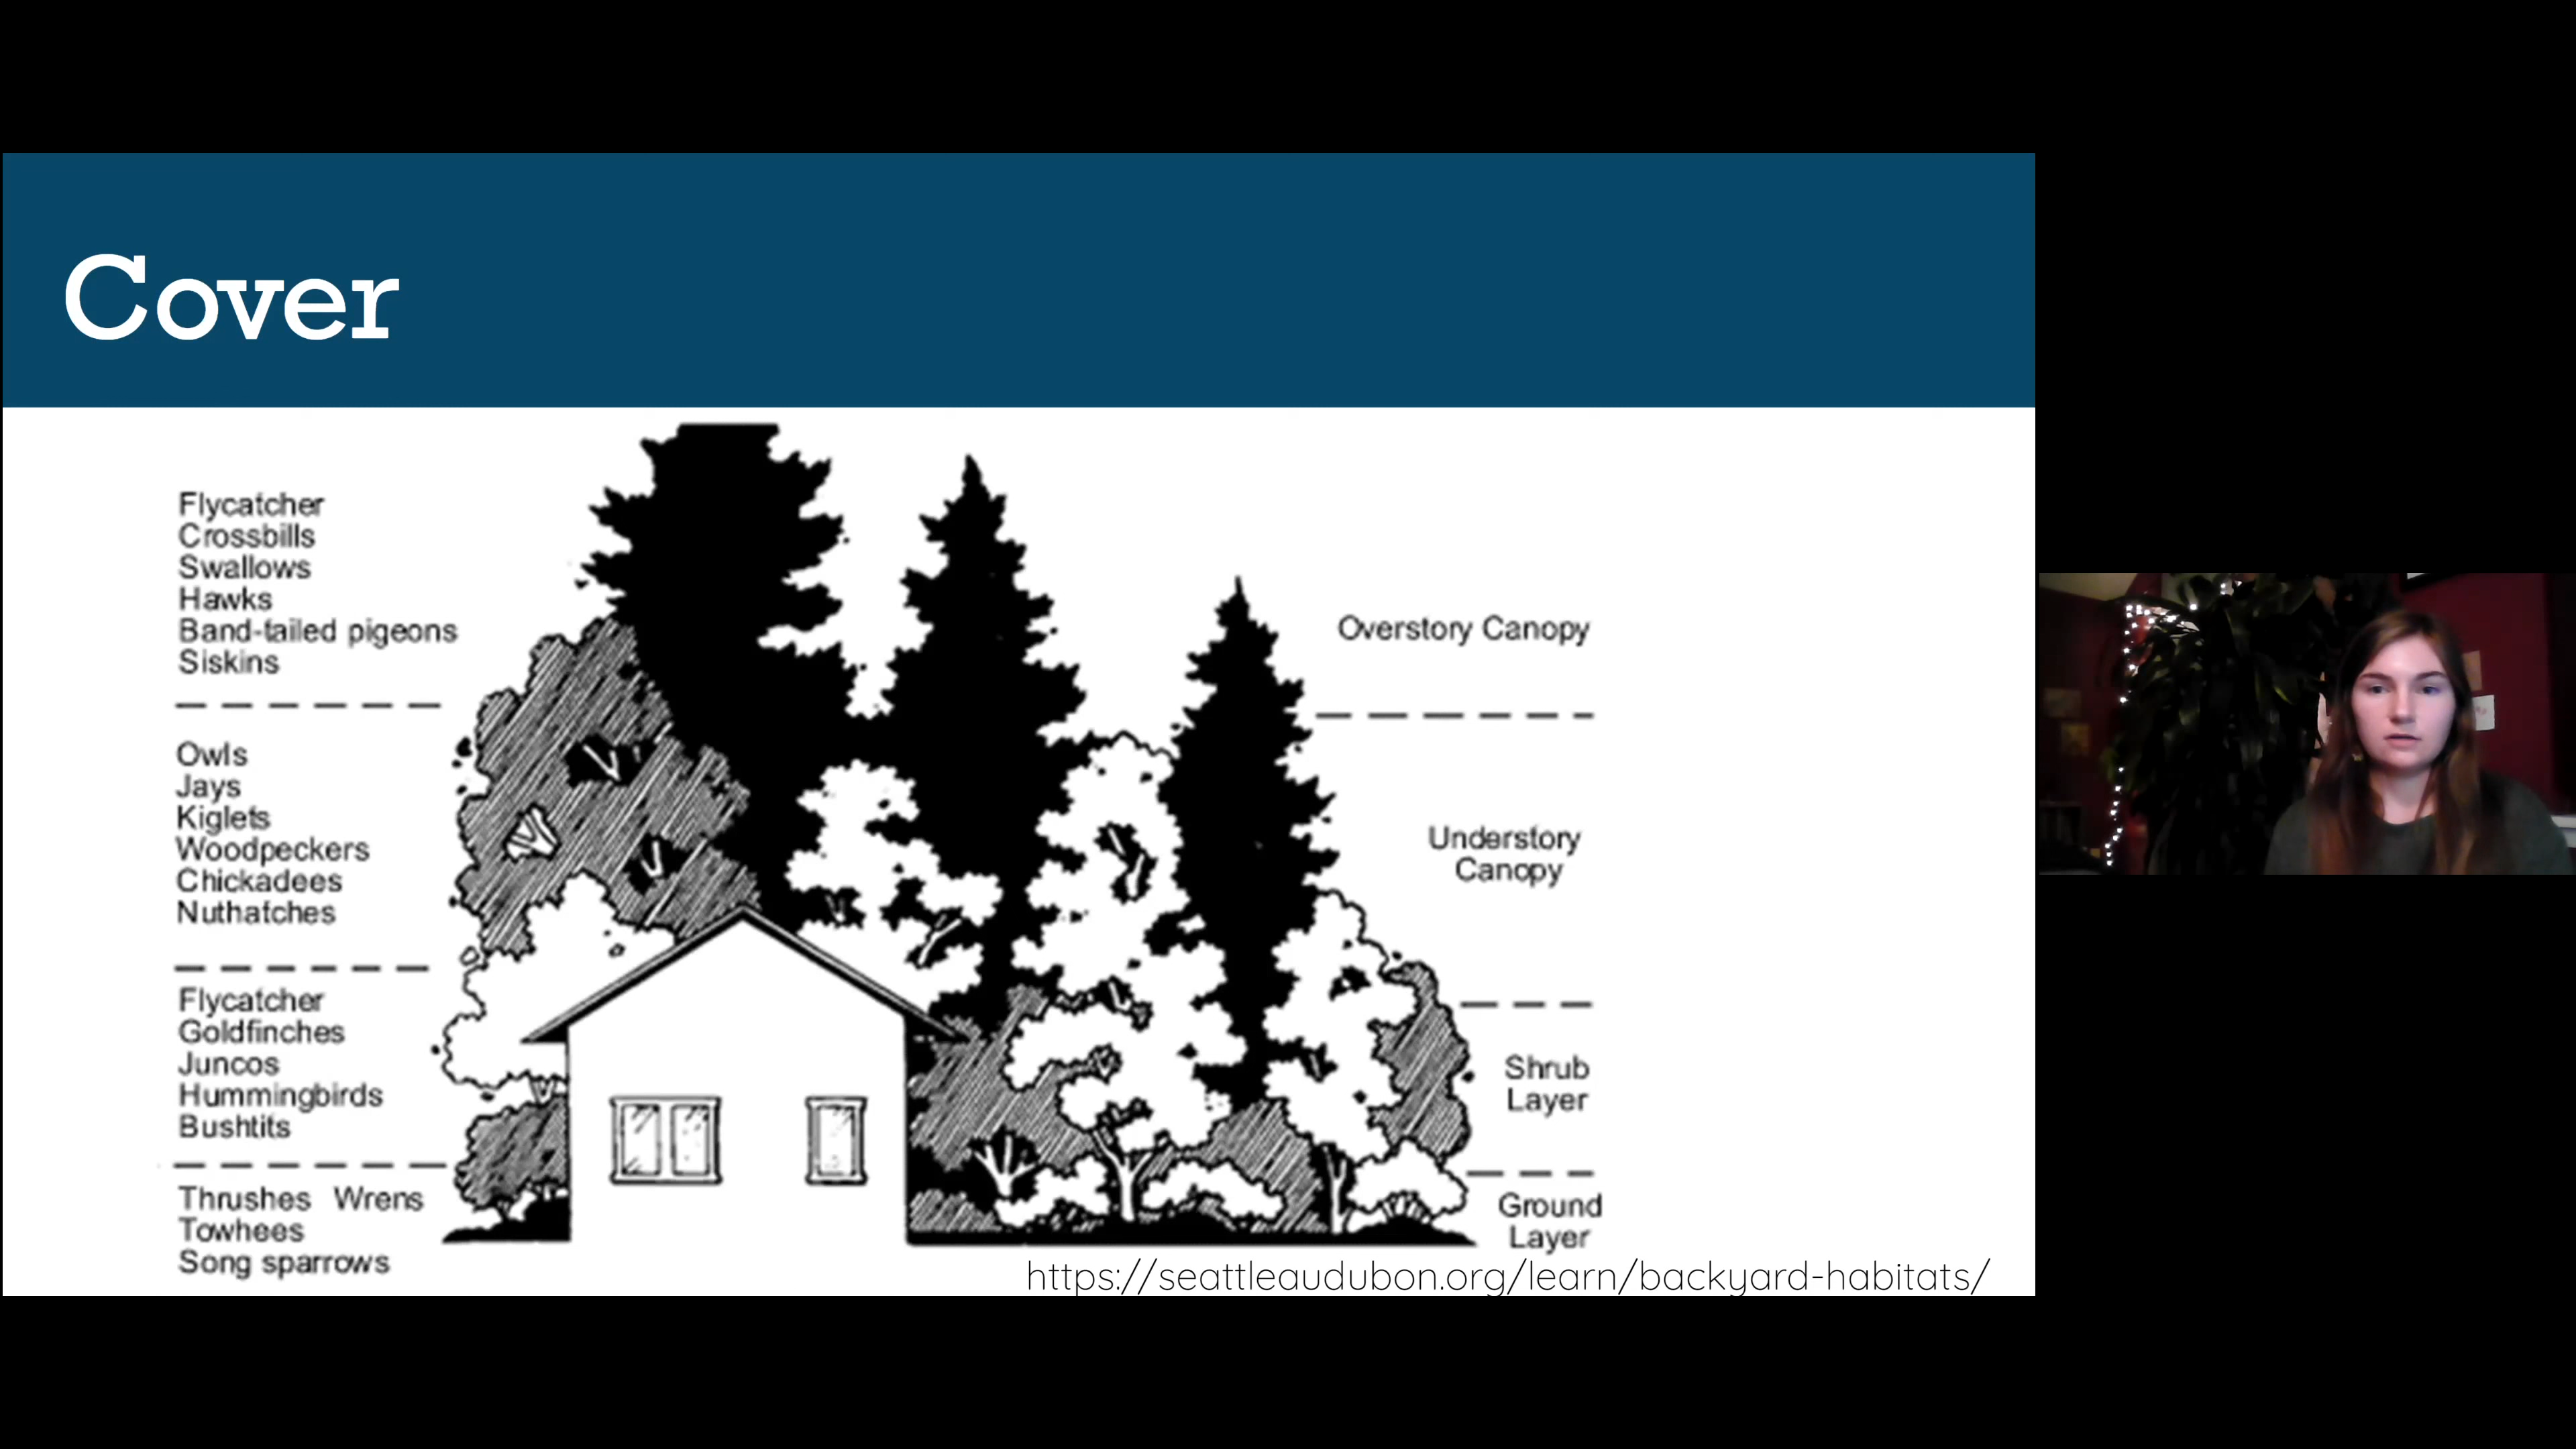 Cover
Flycatcher
Crossbills
Swallows
Hawks
Band-tailed pigeons
Siskins
Overstory Canopy
Owls
Jays
Kiglets
Woodpeckers
Chickadees
Nuthatches
Understory
Canopy
Flycatcher
Goldfinches
Juncos
Hummingbirds
Bushtits
Shrub
Layer
Thrushes Wrens
Towhees
Song sparrows
Ground
Layer
https://seattleaudubon.org/learn/backyard-habitats/